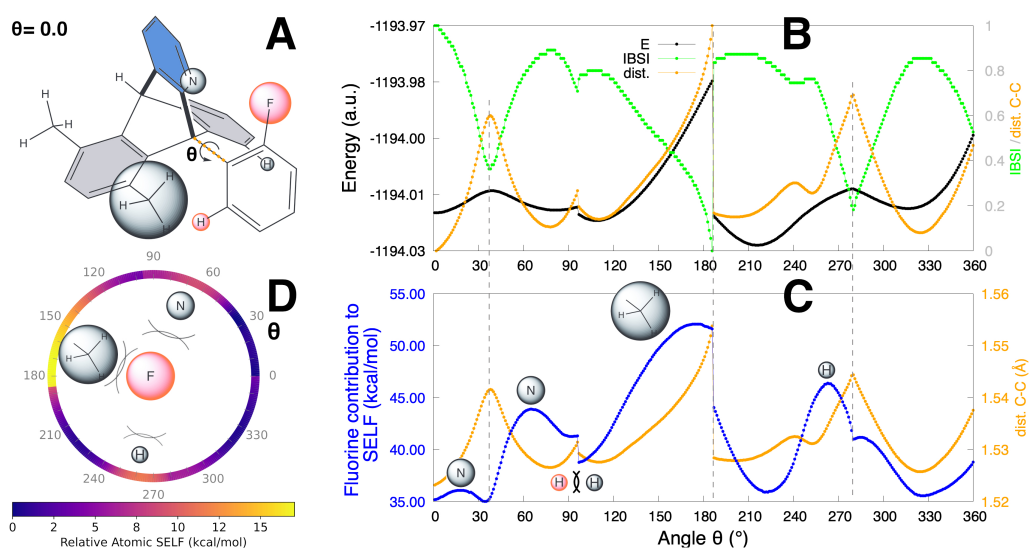 θ= 0.0
A
N
F
H
H
H
H
θ
H
H
H
H
H
B
E
IBSI
dist.
Energy (a.u.)
-1193.97
-1193.98
-1194.00
-1194.01
-1194.03
0 30 60 90 120 150 180 210 240 270 300 330 360
1
0.8
0.6
0.4
0.2
0
IBSI / dist. C-C
C
Fluorine contribution to
SELF (kcal/mol)
55.00
50.00
45.00
40.00
35.00
N
N
H H
H
H
H
H
1.56
1.55
1.54
1.53
1.52
dist. C-C (Å)
0 30 60 90 120 150 180 210 240 270 300 330 360
Angle θ (°)
D
θ
90
120 60
150 30
180 0
210 330
240 300
270
N
H
H
H
F
H
0 2 5 8 10 12 15
Relative Atomic SELF (kcal/mol)